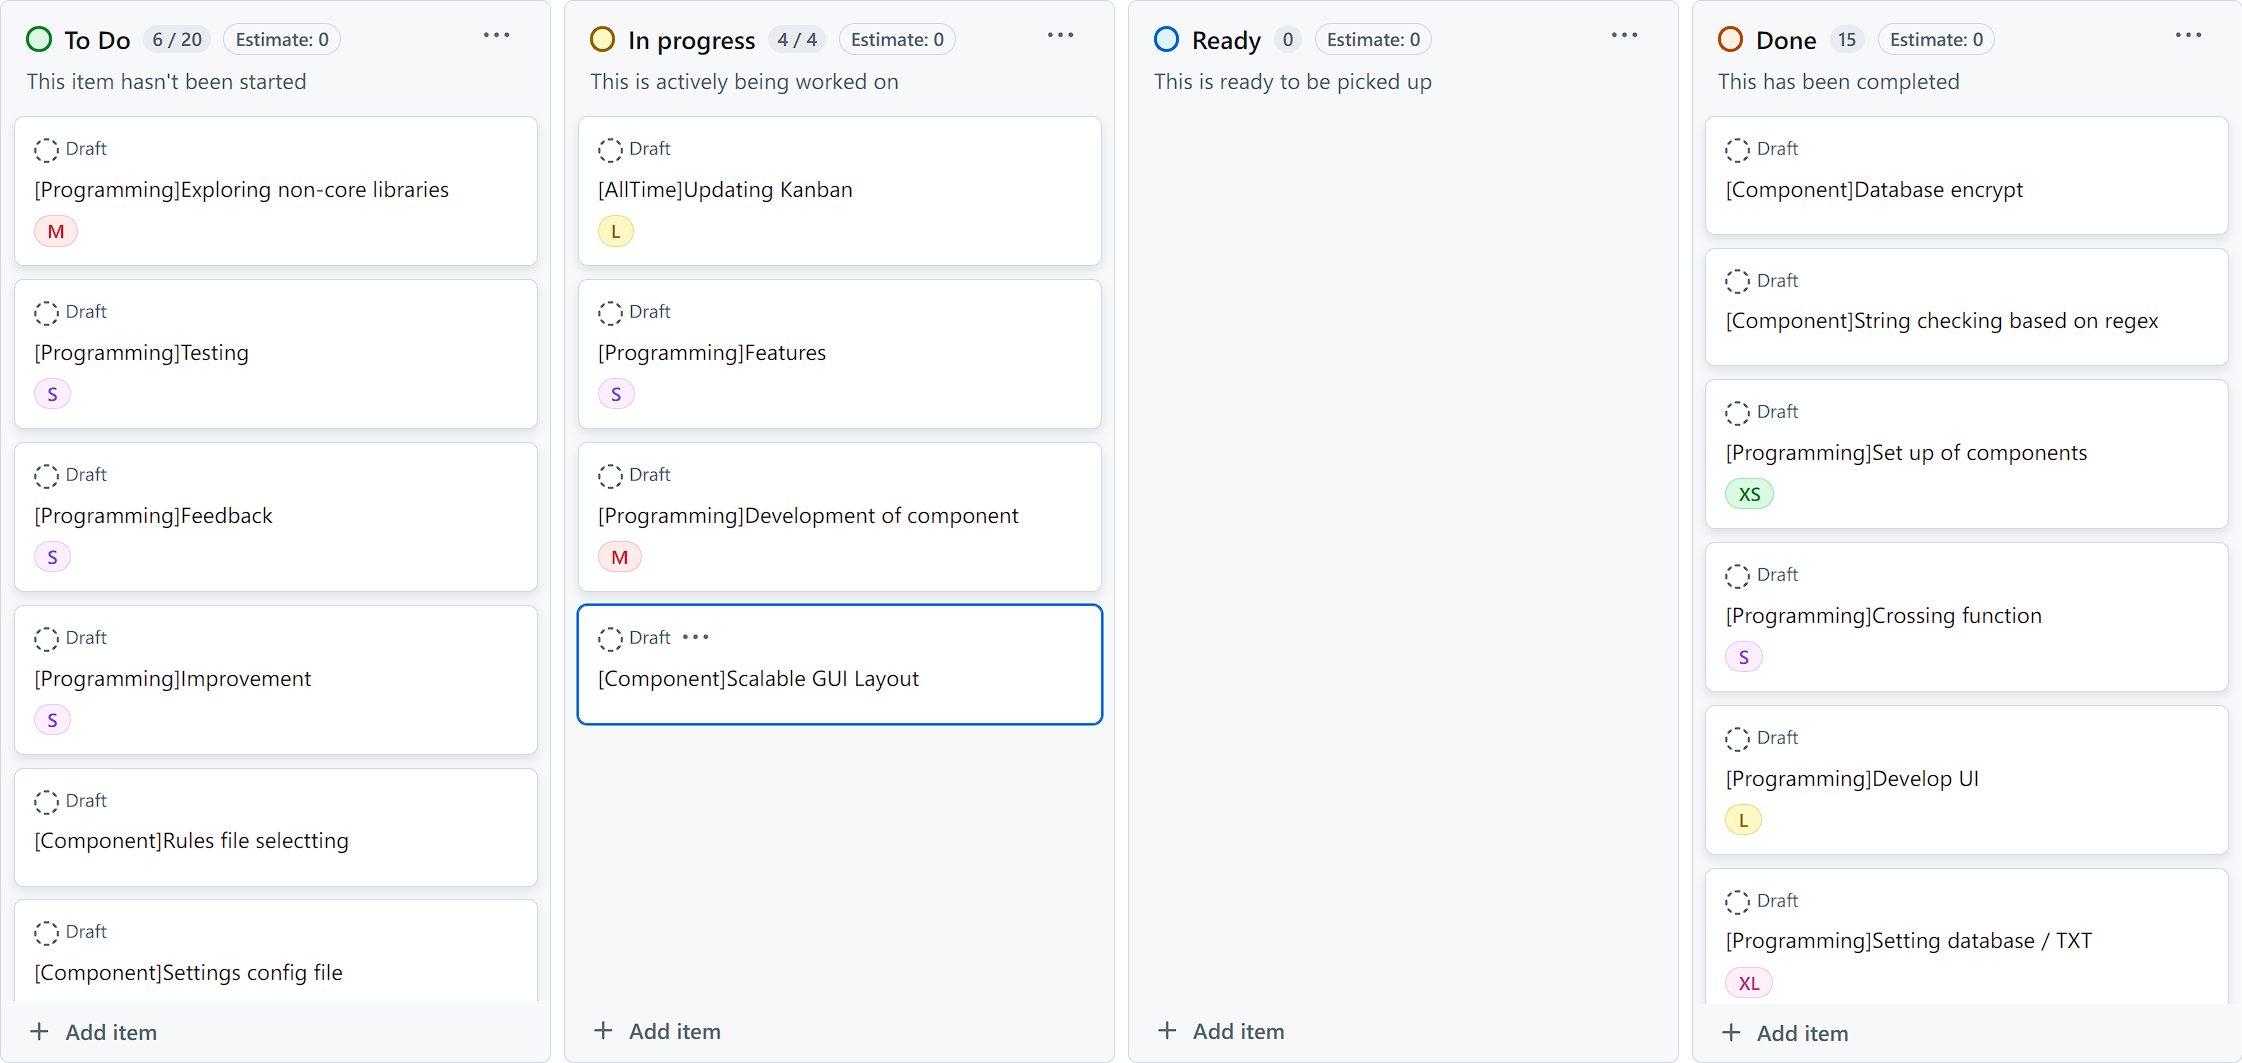 To Do 6 / 20 Estimate: 0
This item hasn't been started
Draft
[Programming]Exploring non-core libraries
M
Draft
[Programming]Testing
S
Draft
[Programming]Feedback
S
Draft
[Programming]Improvement
S
Draft
[Component]Rules file selectting
Draft
[Component]Settings config file
+ Add item
In progress 4 / 4 Estimate: 0
This is actively being worked on
Draft
[AllTime]Updating Kanban
L
Draft
[Programming]Features
S
Draft
[Programming]Development of component
M
Draft
[Component]Scalable GUI Layout
+ Add item
Ready 0 Estimate: 0
This is ready to be picked up
+ Add item
Done 15 Estimate: 0
This has been completed
Draft
[Component]Database encrypt
Draft
[Component]String checking based on regex
Draft
[Programming]Set up of components
XS
Draft
[Programming]Crossing function
S
Draft
[Programming]Develop UI
L
Draft
[Programming]Setting database / TXT
XL
+ Add item